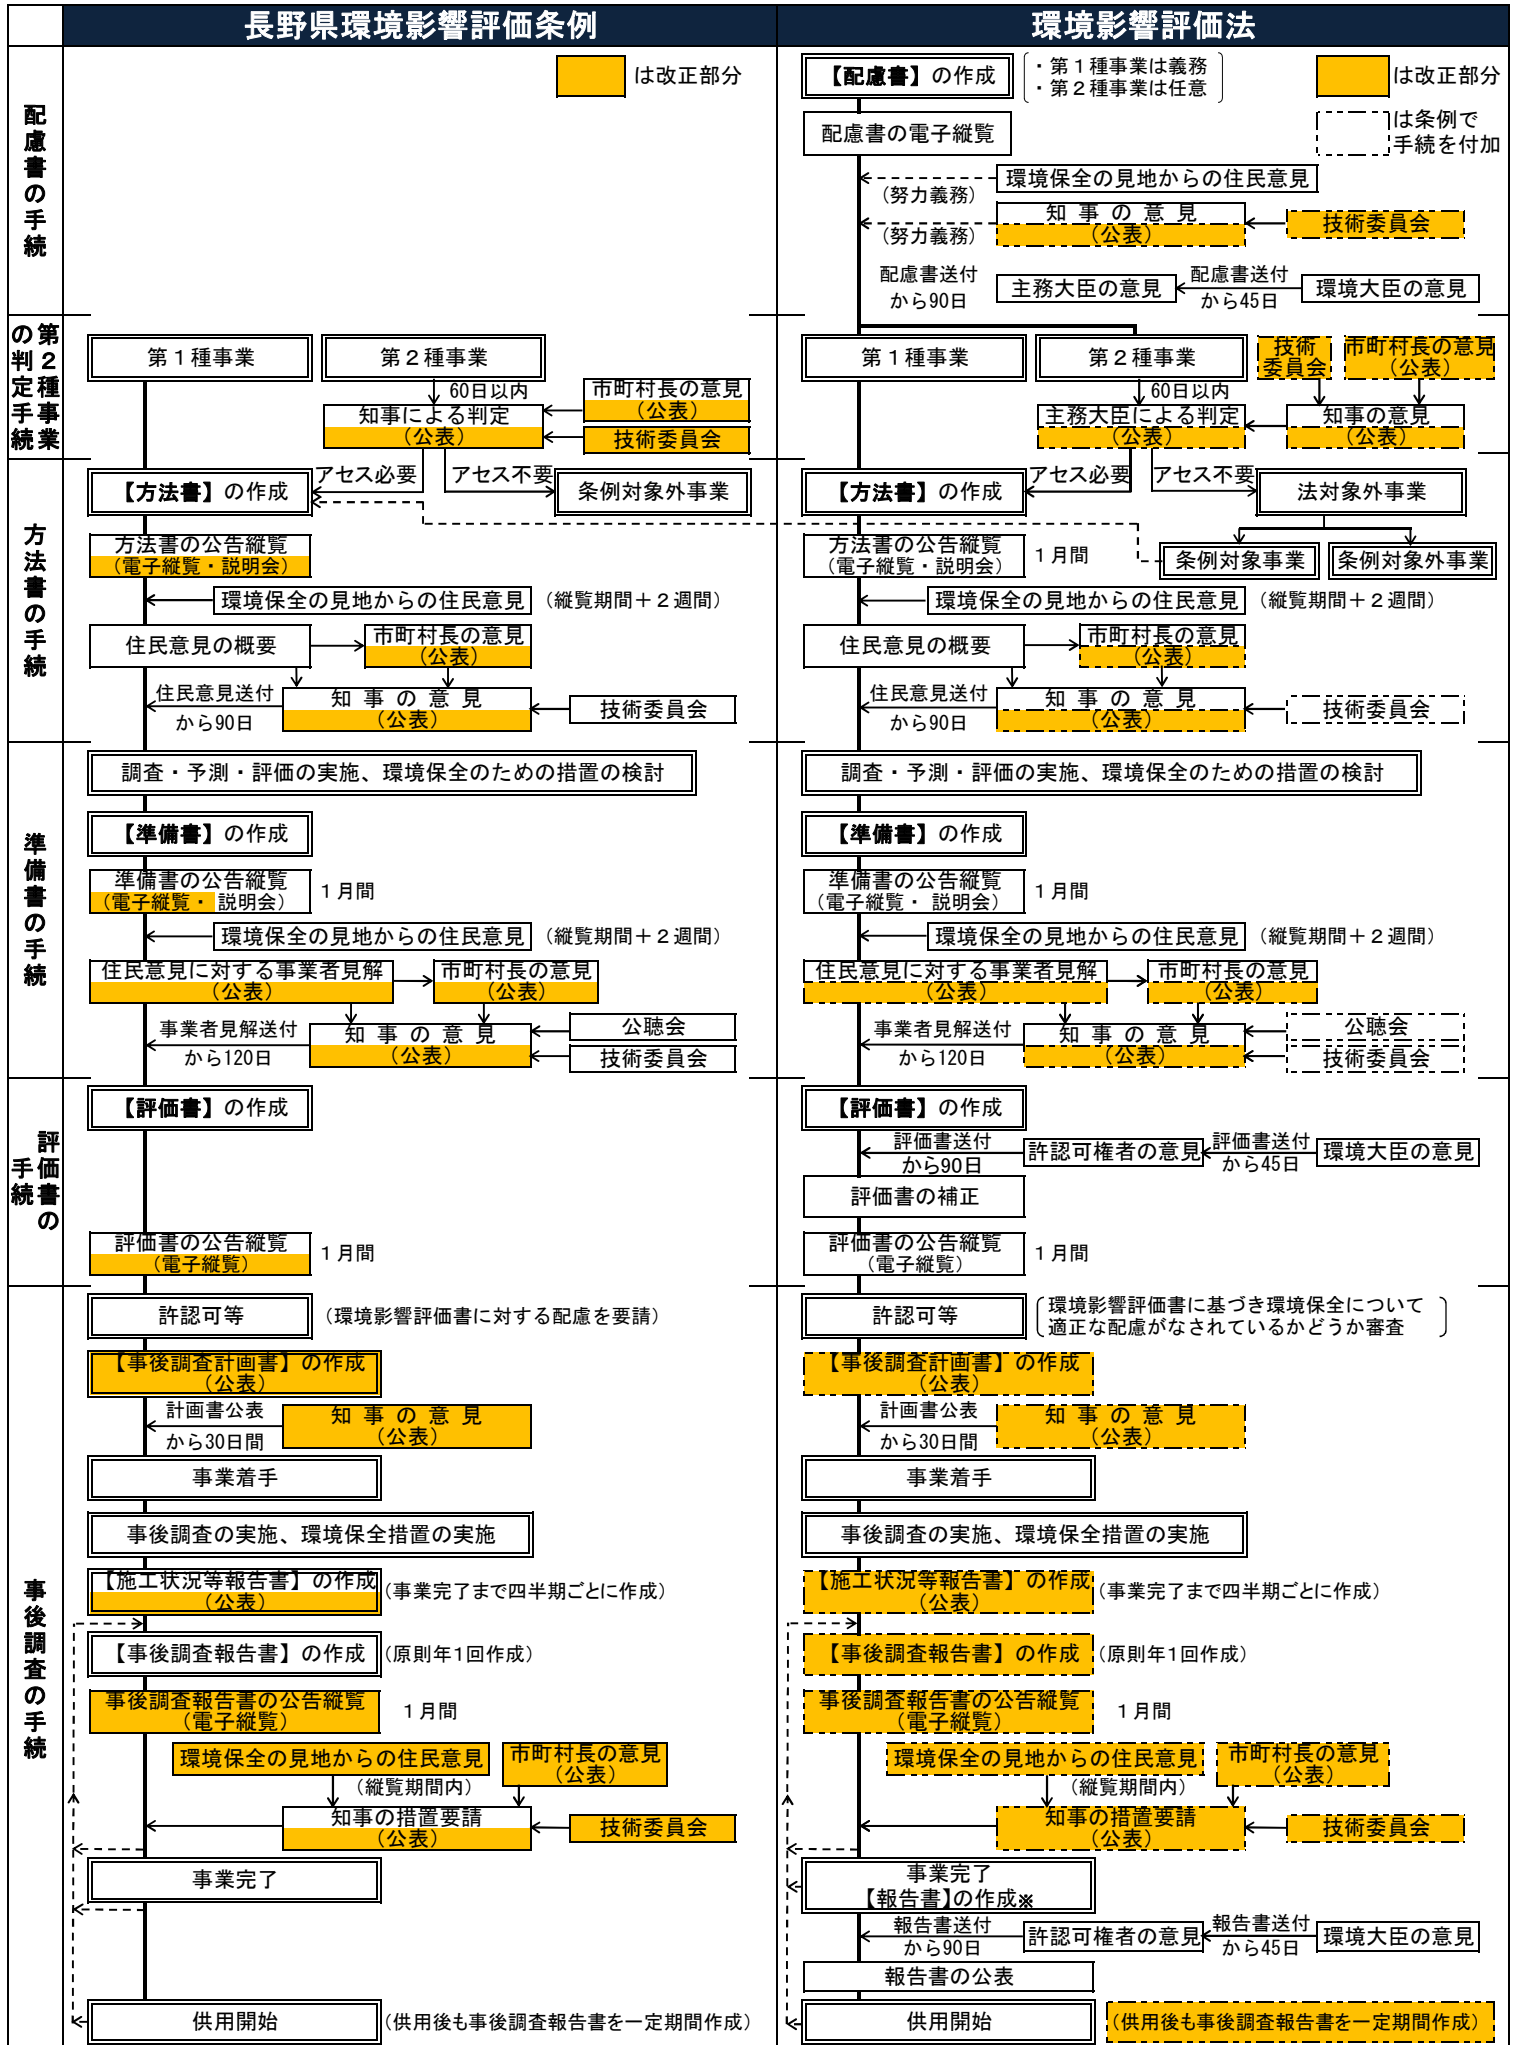 長野県環境影響評価条例
環境影響評価法
配慮書の手続
は改正部分
【配慮書】の作成
・第１種事業は義務
・第２種事業は任意
は改正部分
配慮書の電子縦覧
は条例で
手続を付加
環境保全の見地からの住民意見
(努力義務)
知 事 の 意 見
（公表）
技術委員会
(努力義務)
配慮書送付
から90日
主務大臣の意見
配慮書送付
から45日
環境大臣の意見
第２種事業
の判定手続
第１種事業
第２種事業
60日以内
知事による判定
（公表）
市町村長の意見
（公表）
技術委員会
アセス必要
アセス不要
第１種事業
第２種事業
60日以内
主務大臣による判定
（公表）
技術
委員会
市町村長の意見
（公表）
知事の意見
（公表）
アセス必要
アセス不要
方法書の手続
【方法書】の作成
条例対象外事業
方法書の公告縦覧
（電子縦覧・説明会）
環境保全の見地からの住民意見
（縦覧期間＋２週間）
住民意見の概要
市町村長の意見
（公表）
住民意見送付
から90日
知 事 の 意 見
（公表）
技術委員会
【方法書】の作成
法対象外事業
方法書の公告縦覧
（電子縦覧・説明会）
１月間
条例対象事業
条例対象外事業
環境保全の見地からの住民意見
（縦覧期間＋２週間）
住民意見の概要
市町村長の意見
（公表）
住民意見送付
から90日
知 事 の 意 見
（公表）
技術委員会
準備書の手続
調査・予測・評価の実施、環境保全のための措置の検討
【準備書】の作成
準備書の公告縦覧
（電子縦覧・ 説明会）
１月間
環境保全の見地からの住民意見
（縦覧期間＋２週間）
住民意見に対する事業者見解
（公表）
市町村長の意見
（公表）
事業者見解送付
から120日
知 事 の 意 見
（公表）
公聴会
技術委員会
調査・予測・評価の実施、環境保全のための措置の検討
【準備書】の作成
準備書の公告縦覧
（電子縦覧・ 説明会）
１月間
環境保全の見地からの住民意見
（縦覧期間＋２週間）
住民意見に対する事業者見解
（公表）
市町村長の意見
（公表）
事業者見解送付
から120日
知 事 の 意 見
（公表）
公聴会
技術委員会
評価書の
手続
【評価書】の作成
評価書の公告縦覧
（電子縦覧）
１月間
【評価書】の作成
評価書送付
から90日
許認可権者の意見
評価書送付
から45日
環境大臣の意見
評価書の補正
評価書の公告縦覧
（電子縦覧）
１月間
事後調査の手続
許認可等
（環境影響評価書に対する配慮を要請）
【事後調査計画書】の作成
（公表）
計画書公表
から30日間
知 事 の 意 見
（公表）
事業着手
事後調査の実施、環境保全措置の実施
【施工状況等報告書】の作成
（公表）
（事業完了まで四半期ごとに作成）
【事後調査報告書】の作成
（原則年1回作成）
事後調査報告書の公告縦覧
（電子縦覧）
１月間
環境保全の見地からの住民意見
（縦覧期間内）
市町村長の意見
（公表）
知事の措置要請
（公表）
技術委員会
事業完了
供用開始
（供用後も事後調査報告書を一定期間作成）
許認可等
環境影響評価書に基づき環境保全について
適正な配慮がなされているかどうか審査
【事後調査計画書】の作成
（公表）
計画書公表
から30日間
知 事 の 意 見
（公表）
事業着手
事後調査の実施、環境保全措置の実施
【施工状況等報告書】の作成
（公表）
（事業完了まで四半期ごとに作成）
【事後調査報告書】の作成
（原則年1回作成）
事後調査報告書の公告縦覧
（電子縦覧）
１月間
環境保全の見地からの住民意見
（縦覧期間内）
市町村長の意見
（公表）
知事の措置要請
（公表）
技術委員会
事業完了
【報告書】の作成※
報告書送付
から90日
許認可権者の意見
報告書送付
から45日
環境大臣の意見
報告書の公表
供用開始
（供用後も事後調査報告書を一定期間作成）